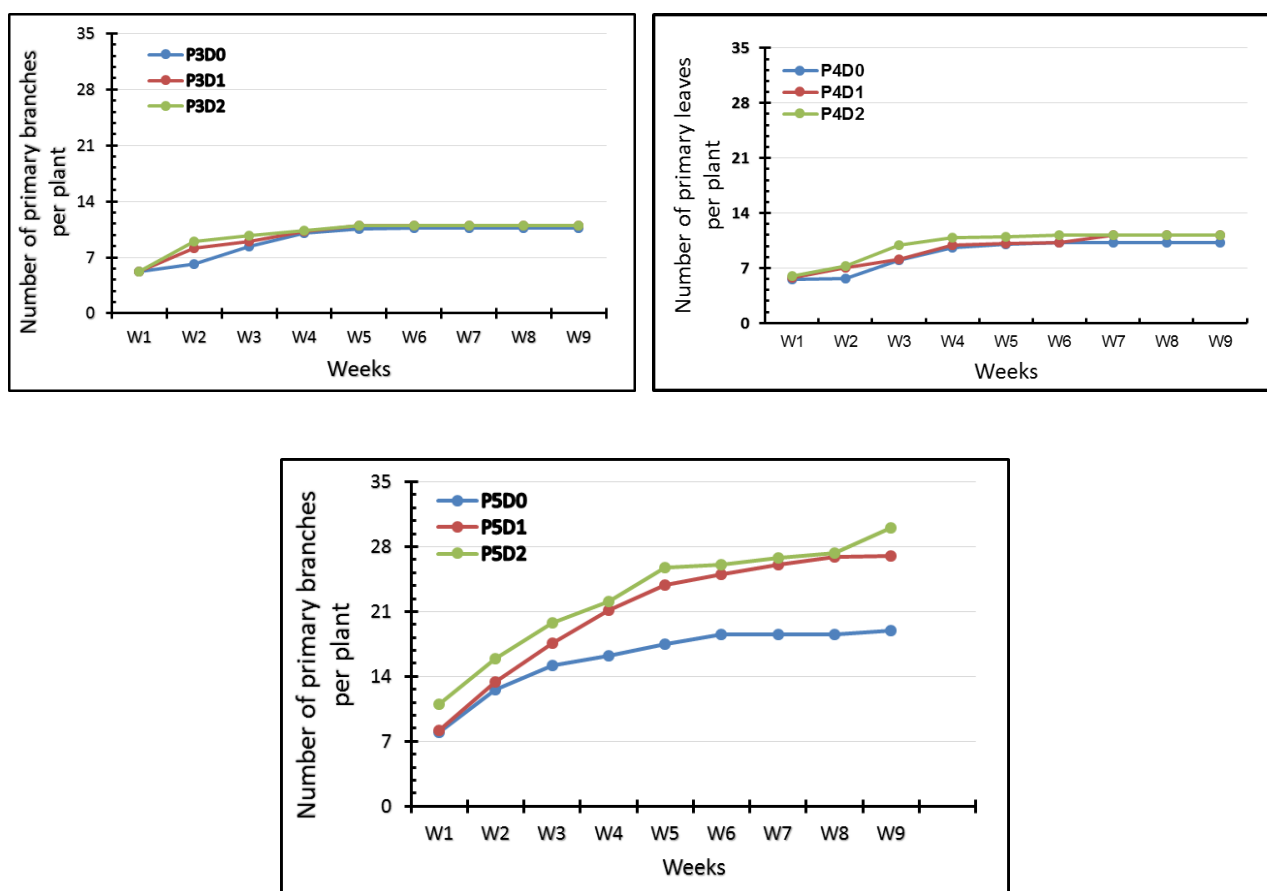 Number of primary branches
per plant
35
28
21
14
7
0
P3D0
P3D1
P3D2
W1 W2 W3 W4 W5 W6 W7 W8 W9
Weeks
Number of primary leaves
per plant
35
28
21
14
7
0
P4D0
P4D1
P4D2
W1 W2 W3 W4 W5 W6 W7 W8 W9
Weeks
Number of primary branches
per plant
35
28
21
14
7
0
P5D0
P5D1
P5D2
W1 W2 W3 W4 W5 W6 W7 W8 W9
Weeks